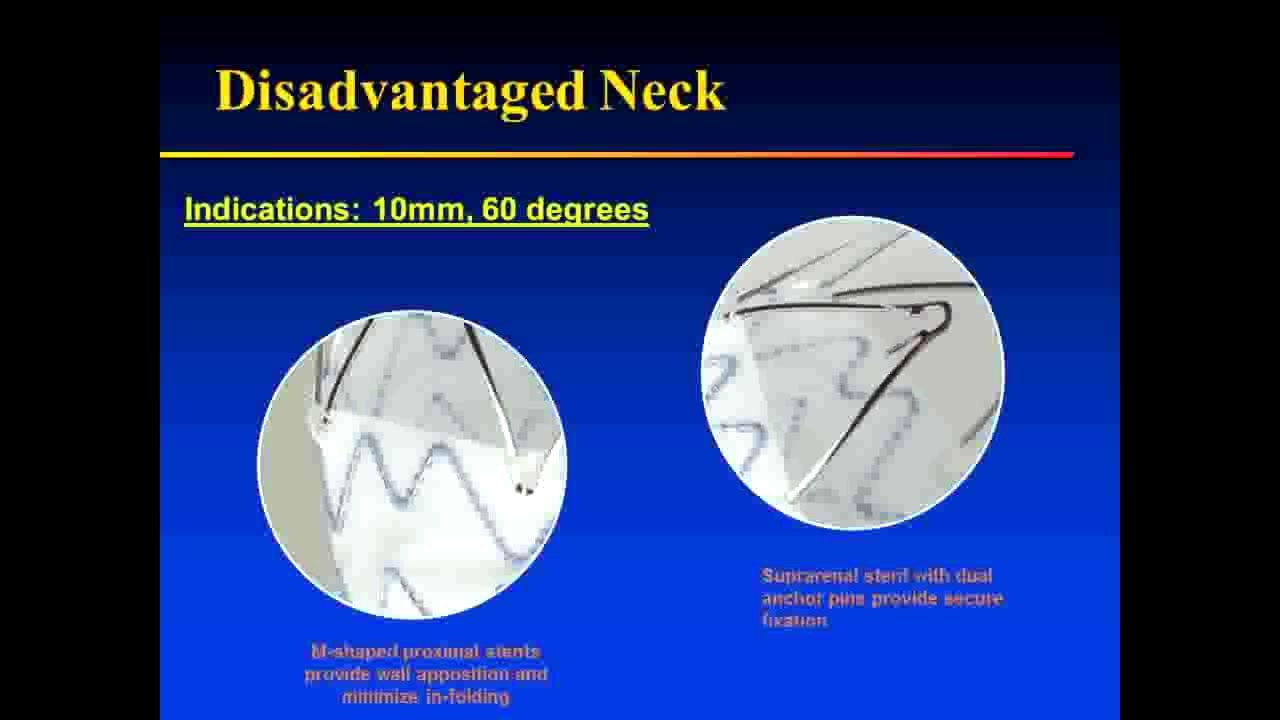 Disadvantaged Neck
Indications: 10mm, 60 degrees
Suprarenal stent with dual
anchor pins provide secure
fixation
M-shaped proximal stents
provide wall apposition and
minimize in-folding